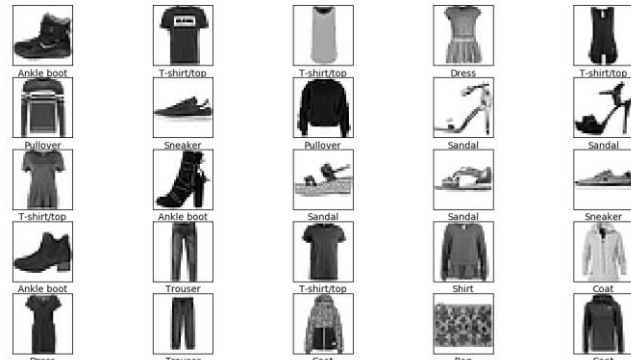 Ankle boot T-shirt/top T-shirt/top Dress T-shirt/top
Pullover Sneaker Pullover Sandal Sandal
T-shirt/top Ankle boot Sandal Sandal Sneaker
Ankle boot Trouser T-shirt/top Shirt Coat
Dress Trouser Coat Bag Coat